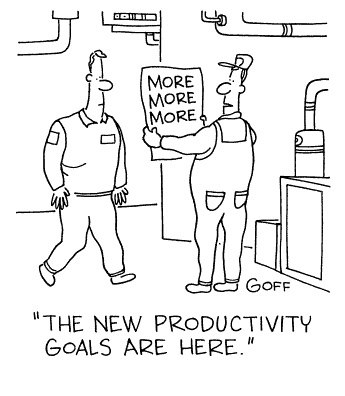 MORE
MORE
MORE
GOFF
"THE NEW PRODUCTIVITY
GOALS ARE HERE."